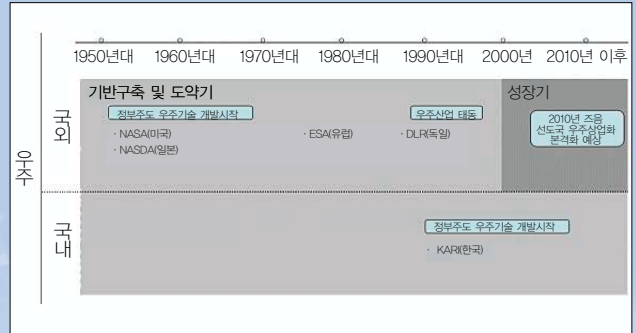 1950년대 1960년대 1970년대 1980년대 1990년대 2000년 2010년 이후
기반구축 및 도약기
성장기
우주
국외
정부주도 우주기술 개발시작
우주산업 태동
2010년 즈음
선도국 우주상업화
본격화 예상
· NASA(미국)
· NASDA(일본)
· ESA(유럽)
· DLR(독일)
국내
정부주도 우주기술 개발시작
· KARI(한국)